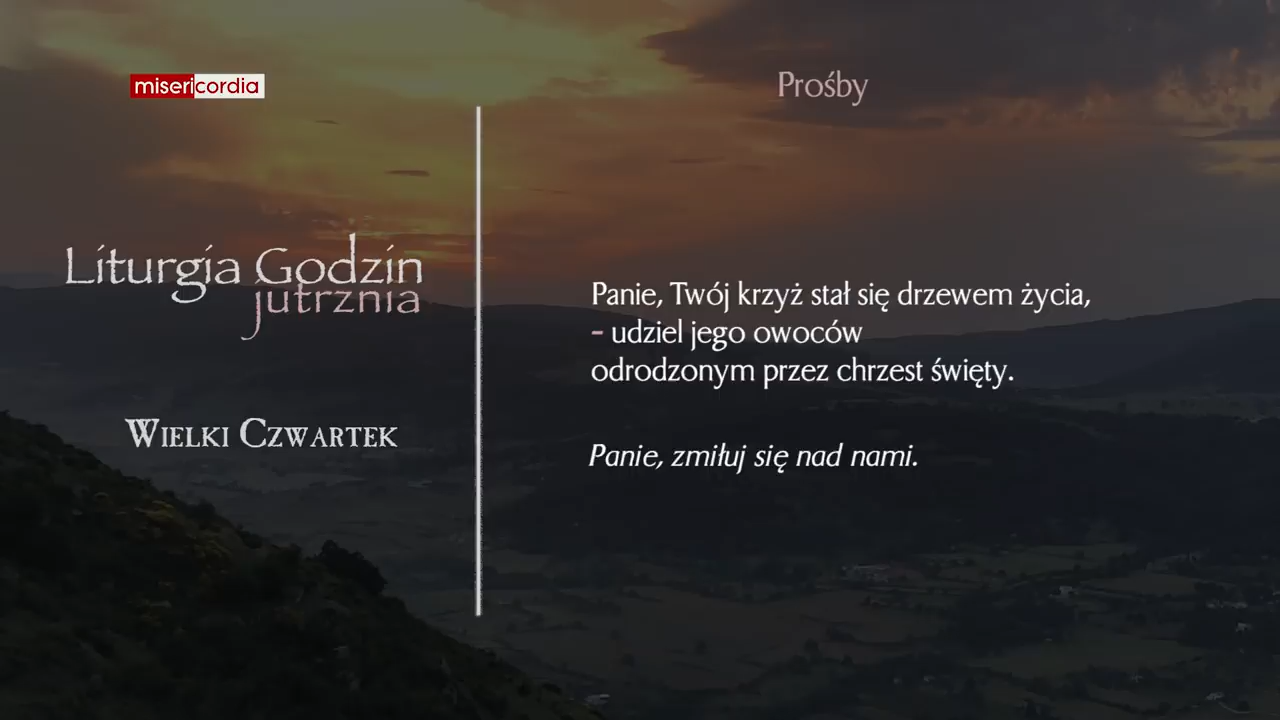 misericordia
Liturgia Godzin
jutrznia
Wielki Czwartek
Prośby
Panie, Twój krzyż stał się drzewem życia,
- udziel jego owoców
odrodzonym przez chrzest święty.
Panie, zmiłuj się nad nami.